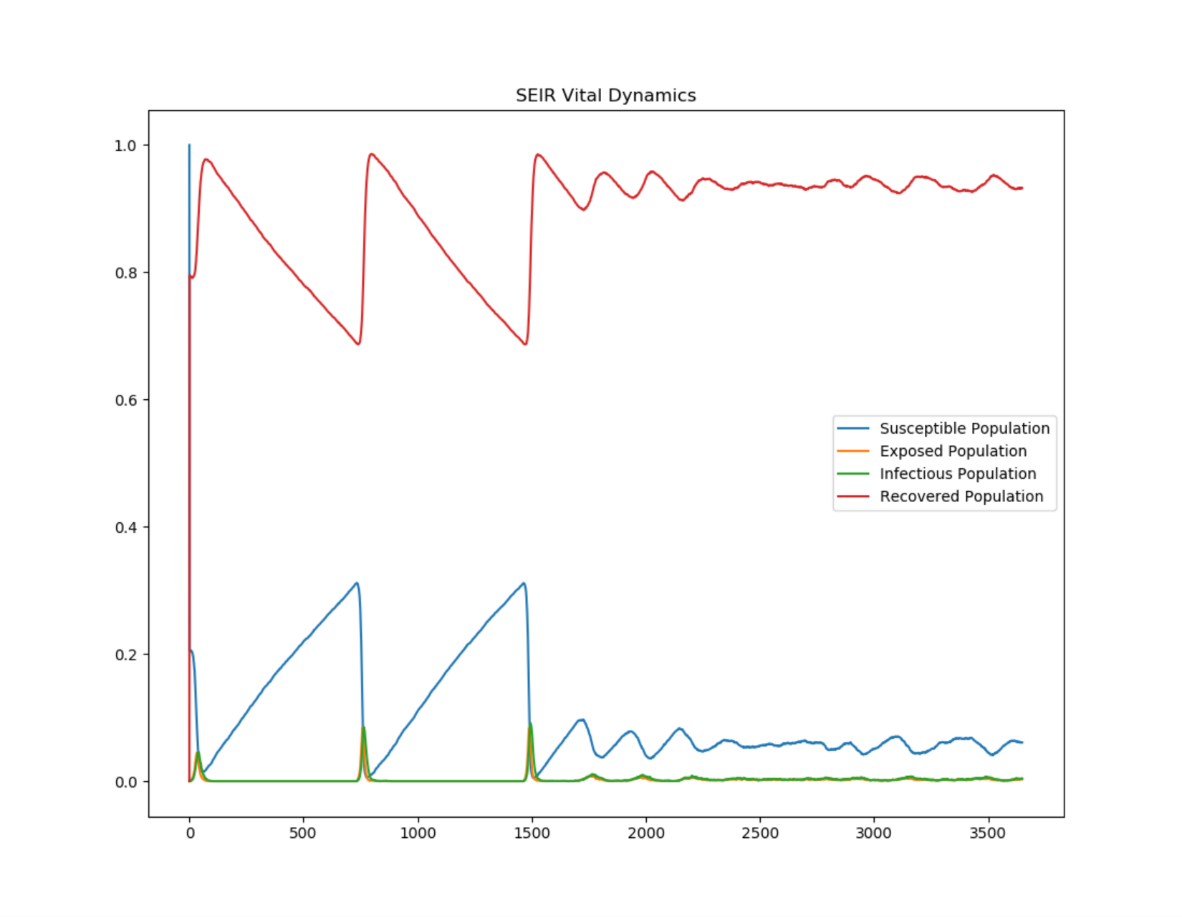 SEIR Vital Dynamics
1.0
0.8
0.6
0.4
0.2
0.0
Susceptible Population
Exposed Population
Infectious Population
Recovered Population
0 500 1000 1500 2000 2500 3000 3500